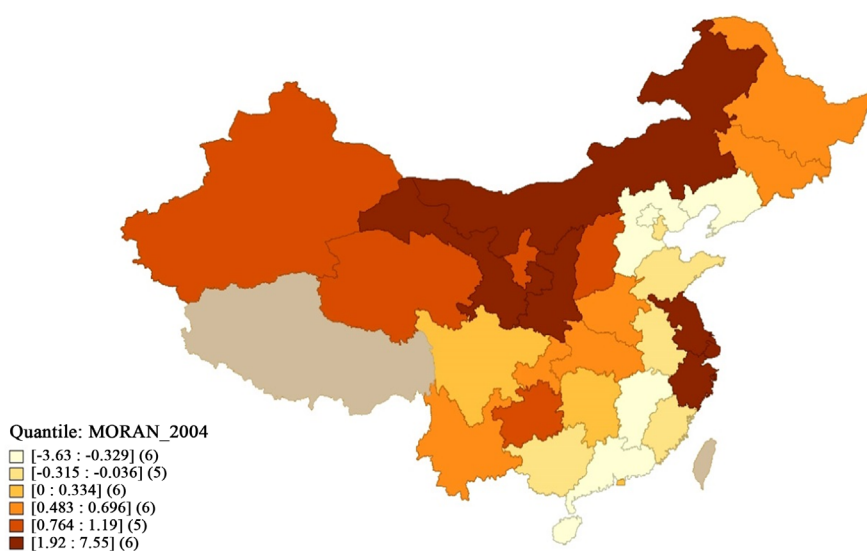 Quantile: MORAN_2004
[-3.63 : -0.329] (6)
[-0.315 : -0.036] (5)
[0 : 0.334] (6)
[0.483 : 0.696] (6)
[0.764 : 1.19] (5)
[1.92 : 7.55] (6)